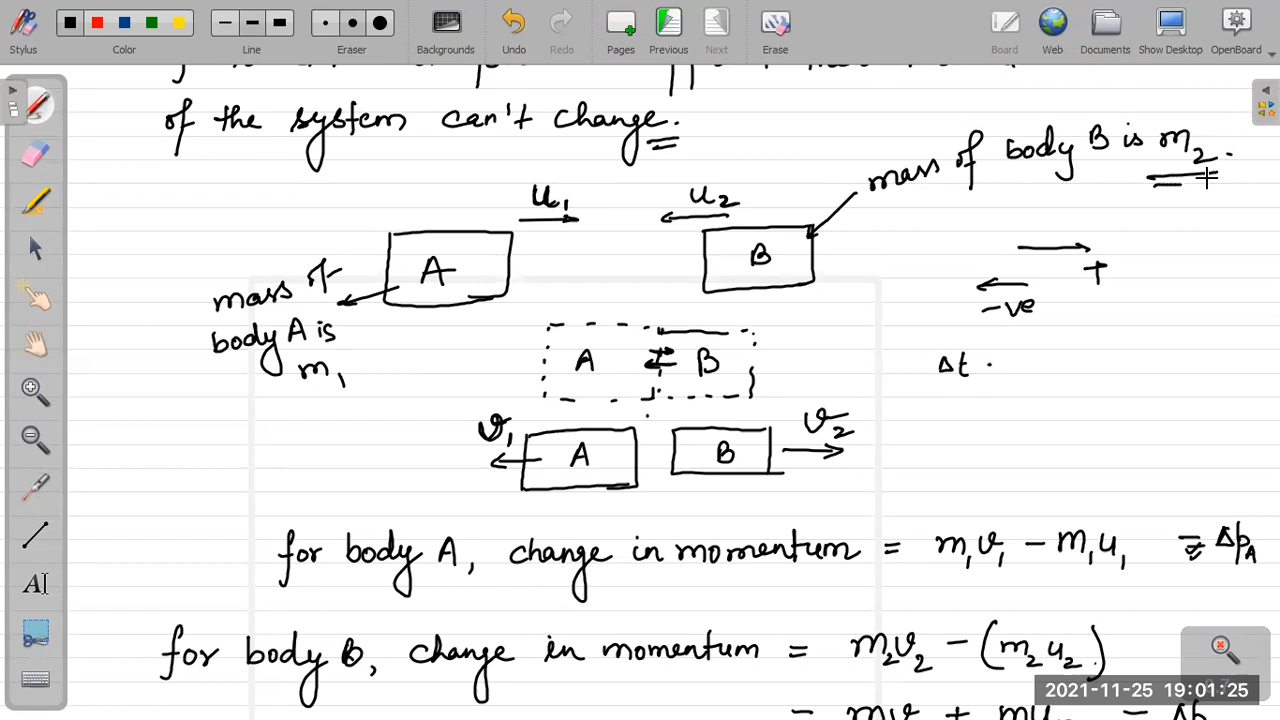 Stylus Color Line Eraser Backgrounds Undo Redo Pages Previous Next Erase Board Web Documents Show Desktop OpenBoard
of the system can't change.
mass of body B is m₂.
u₁ u₂
A B
+
-ve
mass of
body A is
m₁
A B
Δt
v₁ v₂
A B
for body A, change in momentum = m₁v₁ - m₁u₁ = Δp_A
for body B, change in momentum = m₂v₂ - (m₂u₂)
2021-11-25 19:01:25